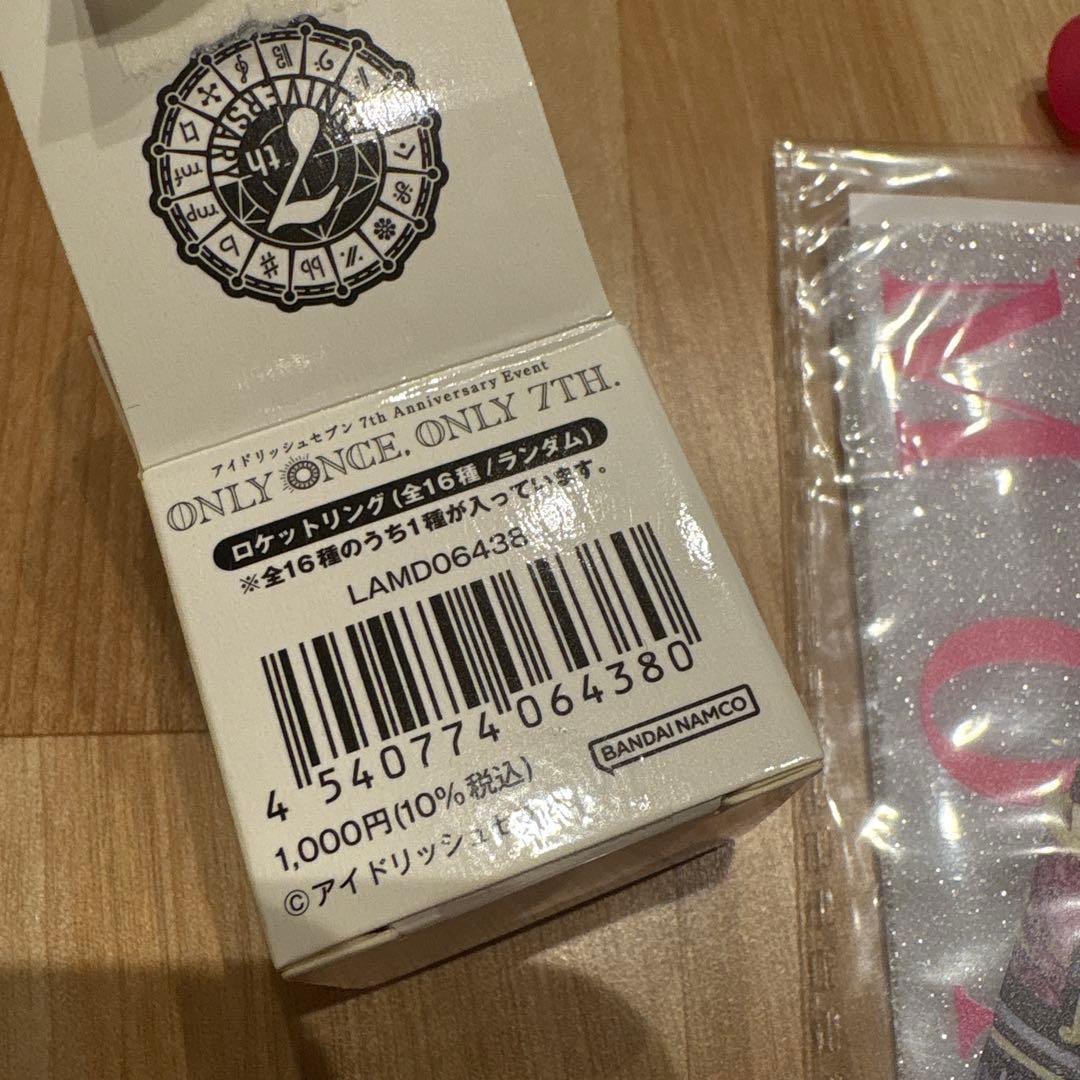 7th
ANNIVERSARY
mf
mp
アイドリッシュセブン 7th Anniversary Event
ONLY ONCE, ONLY 7TH.
ロケットリング(全16種/ランダム)
※全16種のうち1種が入っています。
LAMD06438
4 540774 064380
1,000円(10%税込)
BANDAI NAMCO
©アイドリッシュセ
M
O